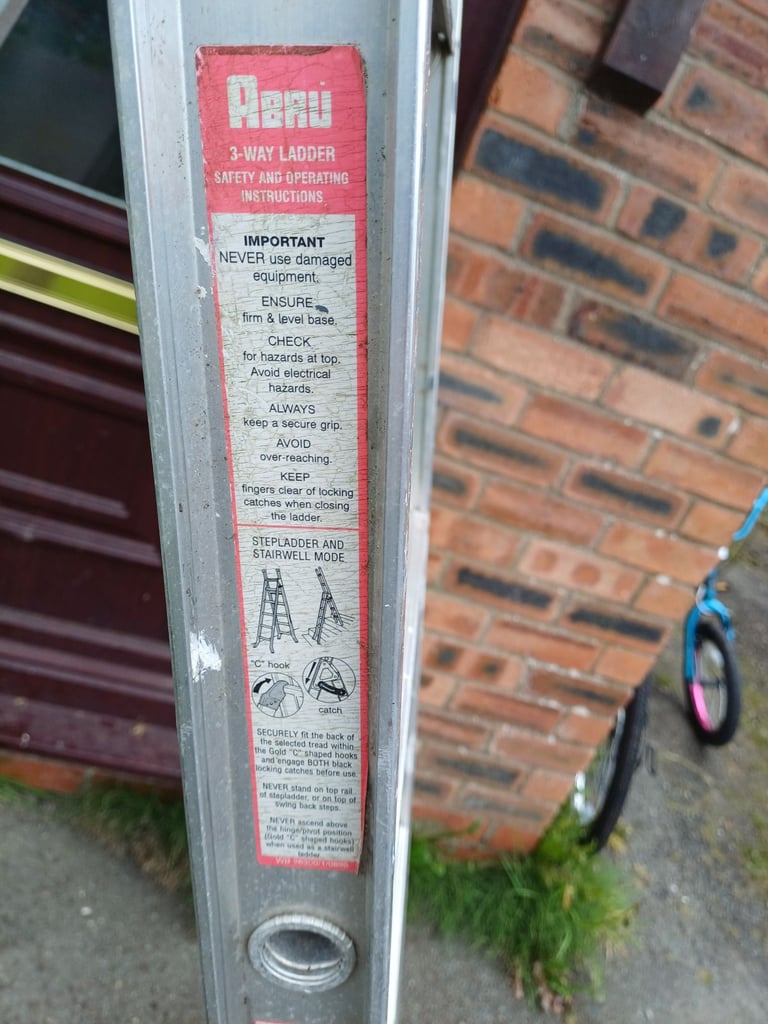 ABRU
3-WAY LADDER
SAFETY AND OPERATING
INSTRUCTIONS
IMPORTANT
NEVER use damaged
equipment.
ENSURE
firm & level base.
CHECK
for hazards at top.
Avoid electrical
hazards.
ALWAYS
keep a secure grip.
AVOID
over-reaching.
KEEP
fingers clear of locking
catches when closing
the ladder.
STEPLADDER AND
STAIRWELL MODE
"C" hook
catch
SECURELY fit the back of
the selected tread within
the Gold "C" shaped hooks
and engage BOTH black
locking catches before use.
NEVER stand on top rail
of stepladder, or on top of
swing back steps.
NEVER ascend above
the hinge/pivot position
(Gold "C" shaped hooks)
when used as a stairwell
ladder